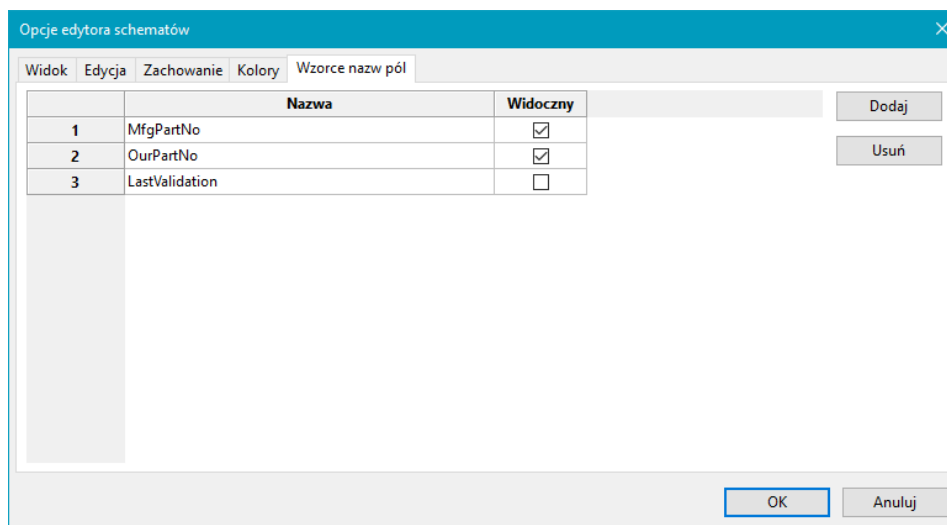 Opcje edytora schematów
Widok Edycja Zachowanie Kolory Wzorce nazw pól
Nazwa Widoczny
Dodaj
1 MfgPartNo
2 OurPartNo
Usuń
3 LastValidation
OK Anuluj